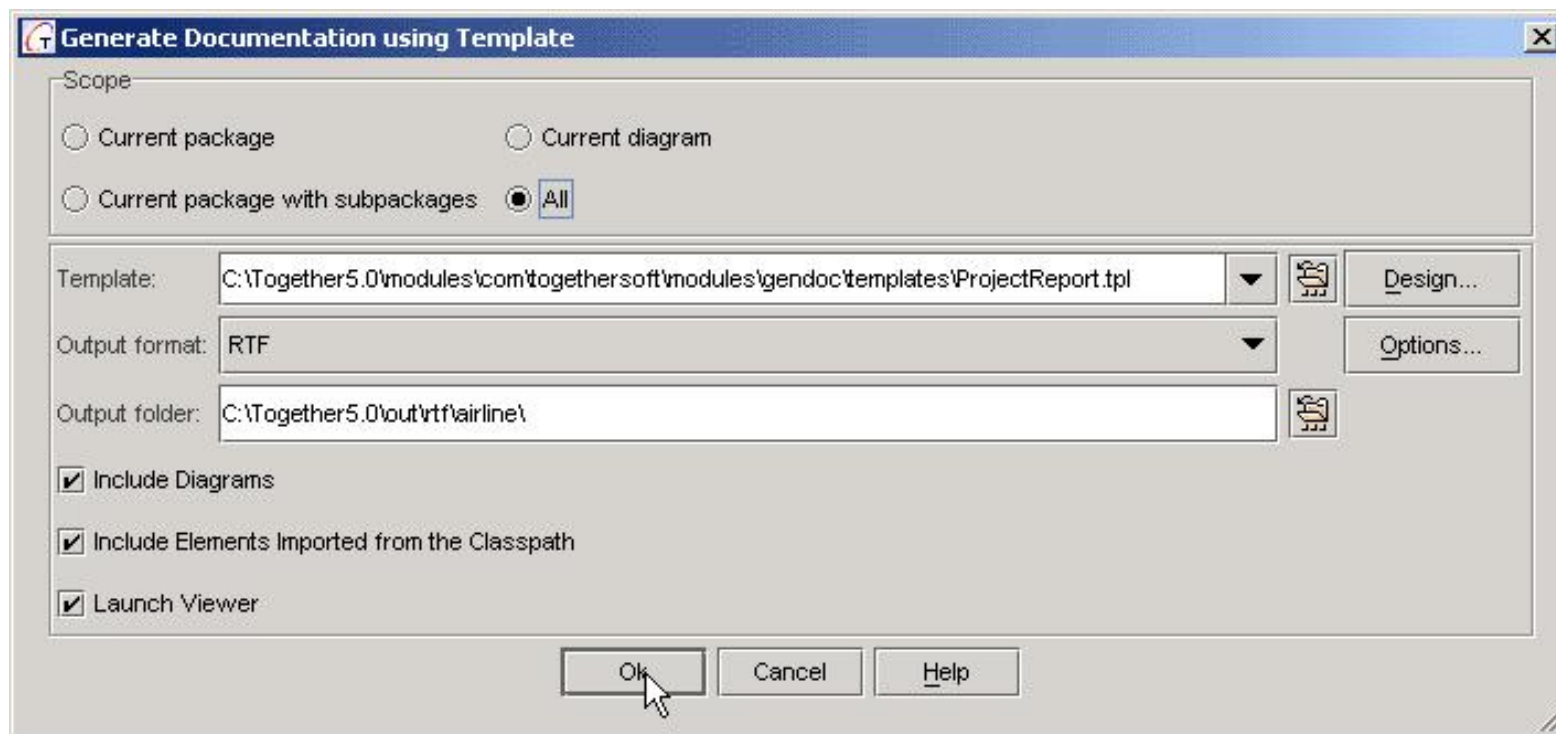 Generate Documentation using Template
Scope
Current package
Current diagram
Current package with subpackages
All
Template:
C:\Together5.0\modules\com\togethersoft\modules\gendoc\templates\ProjectReport.tpl
Design...
Output format:
RTF
Options...
Output folder:
C:\Together5.0\out\rtf\airline\
Include Diagrams
Include Elements Imported from the Classpath
Launch Viewer
Ok
Cancel
Help